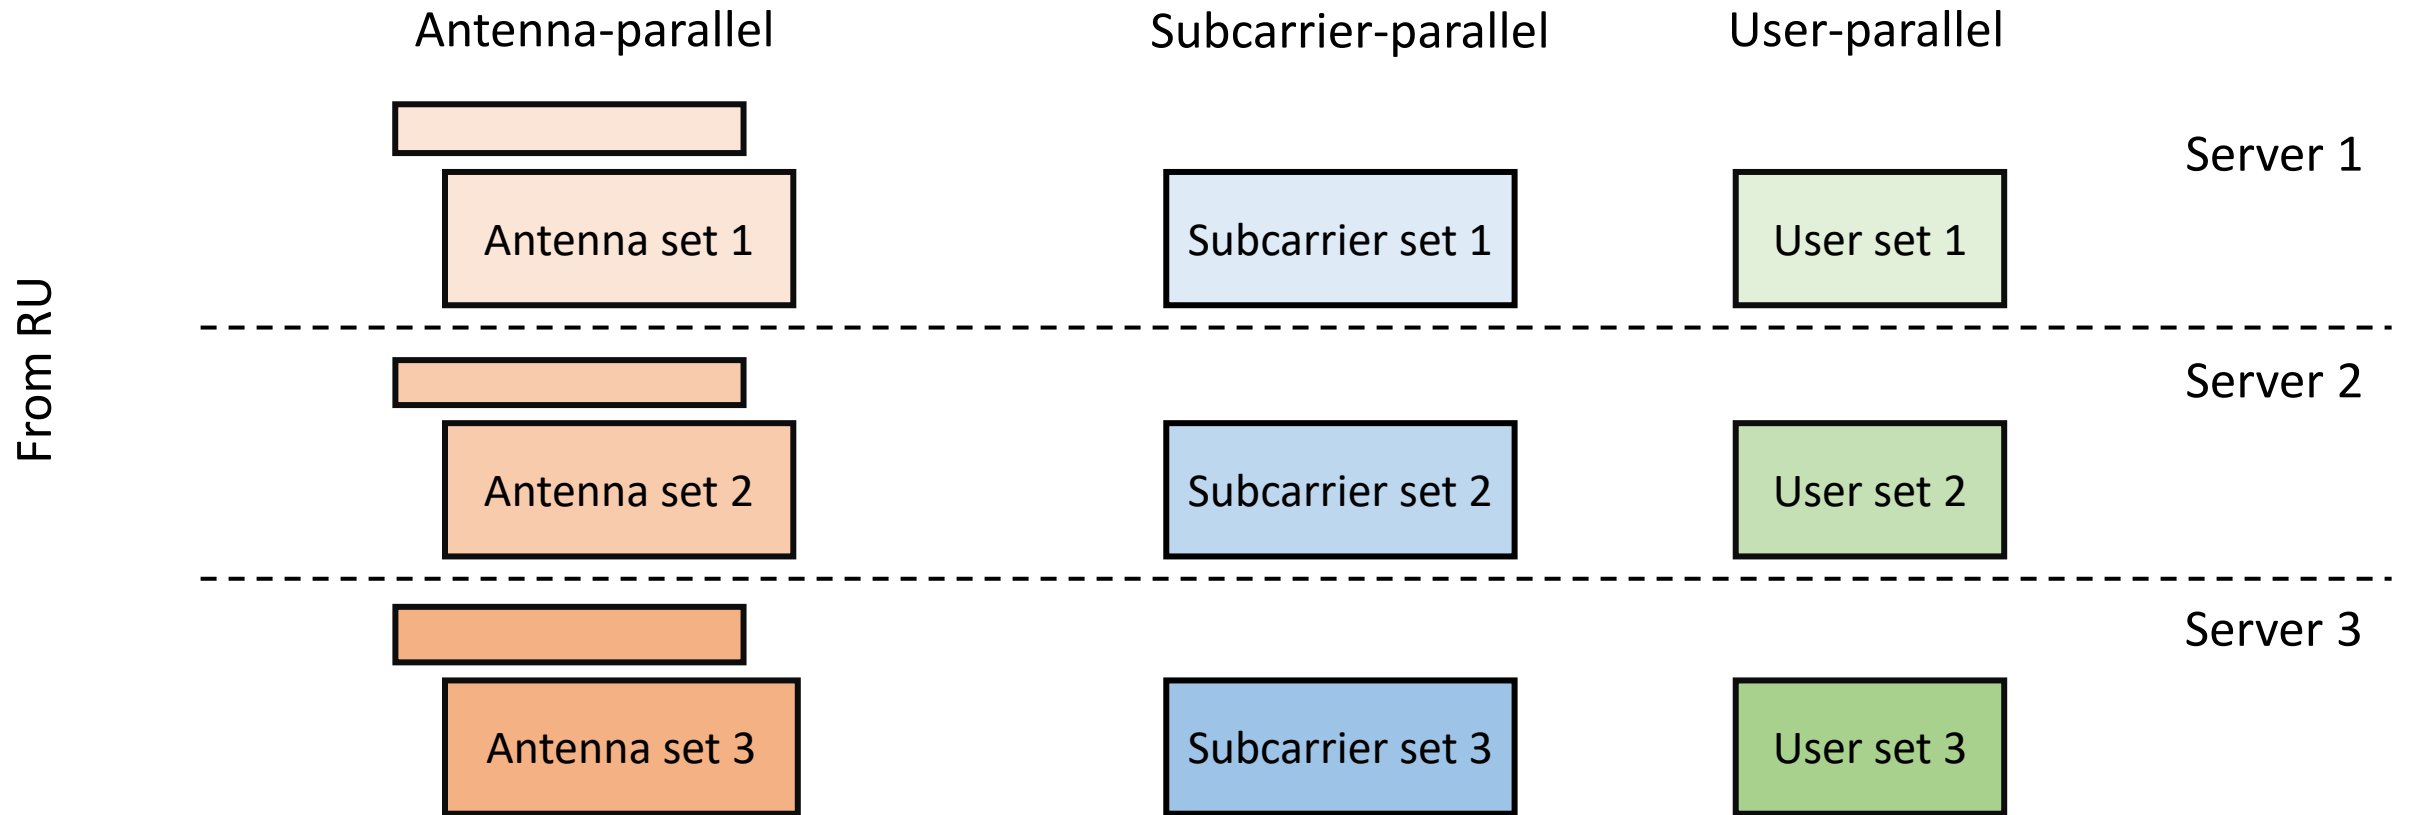 Antenna-parallel Subcarrier-parallel User-parallel
Server 1
Antenna set 1 Subcarrier set 1 User set 1
From RU
Server 2
Antenna set 2 Subcarrier set 2 User set 2
Server 3
Antenna set 3 Subcarrier set 3 User set 3